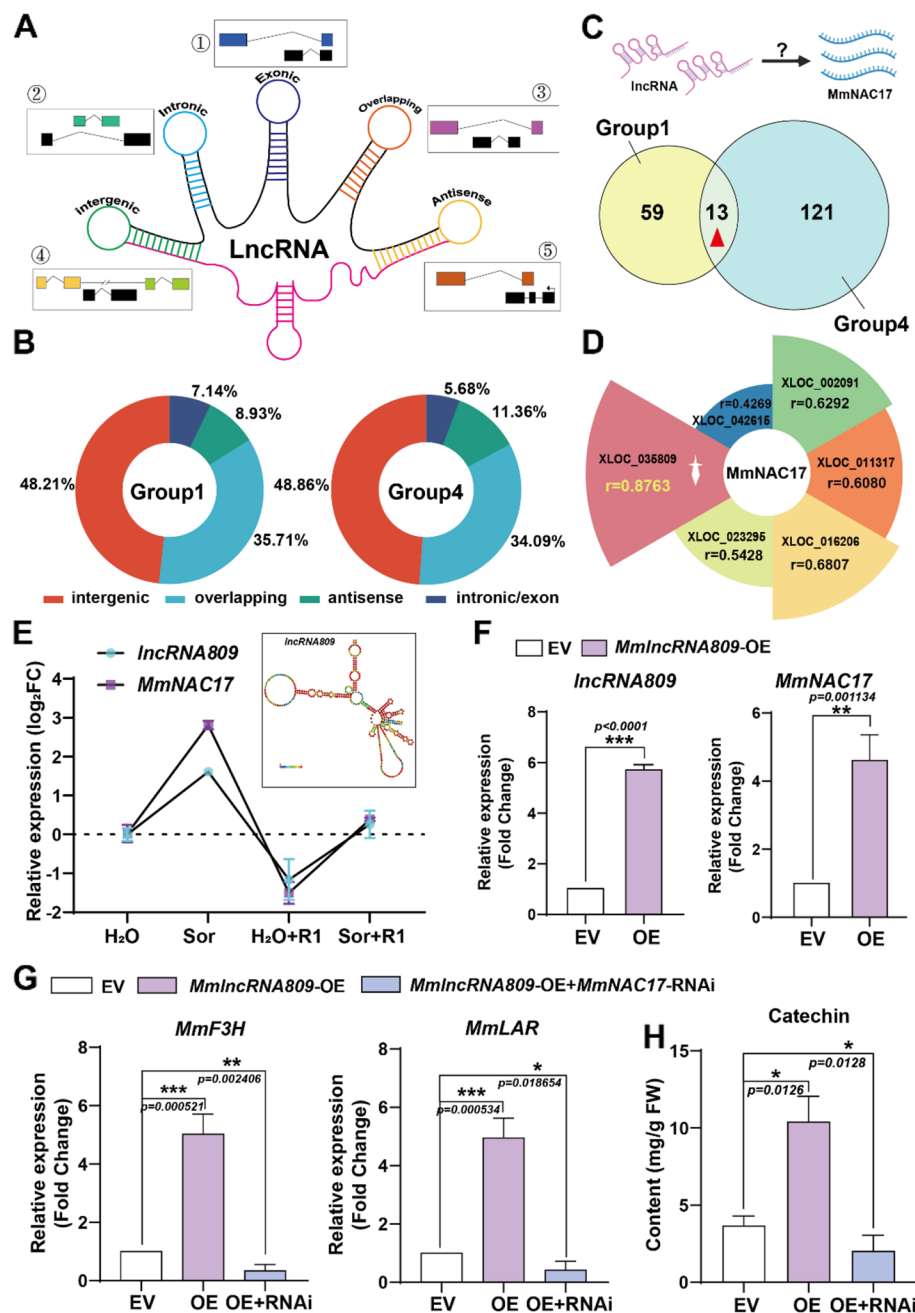 A
①
②
③
④
⑤
Intronic
Exonic
Overlapping
intergenic
Antisense
LncRNA
C
lncRNA
?
MmNAC17
Group1
59
13
121
Group4
B
7.14%
8.93%
48.21%
Group1
35.71%
5.68%
11.36%
48.86%
Group4
34.09%
intergenic
overlapping
antisense
intronic/exon
D
XLOC_002091
r=0.6292
r=0.4269
XLOC_042615
XLOC_035809
r=0.8763
MmNAC17
XLOC_011317
r=0.6080
XLOC_023295
r=0.5428
XLOC_016206
r=0.6807
E
lncRNA809
MmNAC17
lncRNA809
Relative expression (log₂FC)
4
3
2
1
0
-1
-2
H₂O
Sor
H₂O+R1
Sor+R1
F
EV
MmlncRNA809-OE
lncRNA809
p<0.0001
***
Relative expression
(Fold Change)
8
6
4
2
0
EV
OE
MmNAC17
p=0.001134
**
Relative expression
(Fold Change)
6
4
2
0
EV
OE
G
EV
MmlncRNA809-OE
MmlncRNA809-OE+MmNAC17-RNAi
MmF3H
**
p=0.002406
***
p=0.000521
Relative expression
(Fold Change)
8
6
4
2
0
EV
OE
OE+RNAi
MmLAR
*
p=0.018654
***
p=0.000534
Relative expression
(Fold Change)
8
6
4
2
0
EV
OE
OE+RNAi
H
Catechin
*
p=0.0128
*
p=0.0126
Content (mg/g FW)
15
10
5
0
EV
OE
OE+RNAi